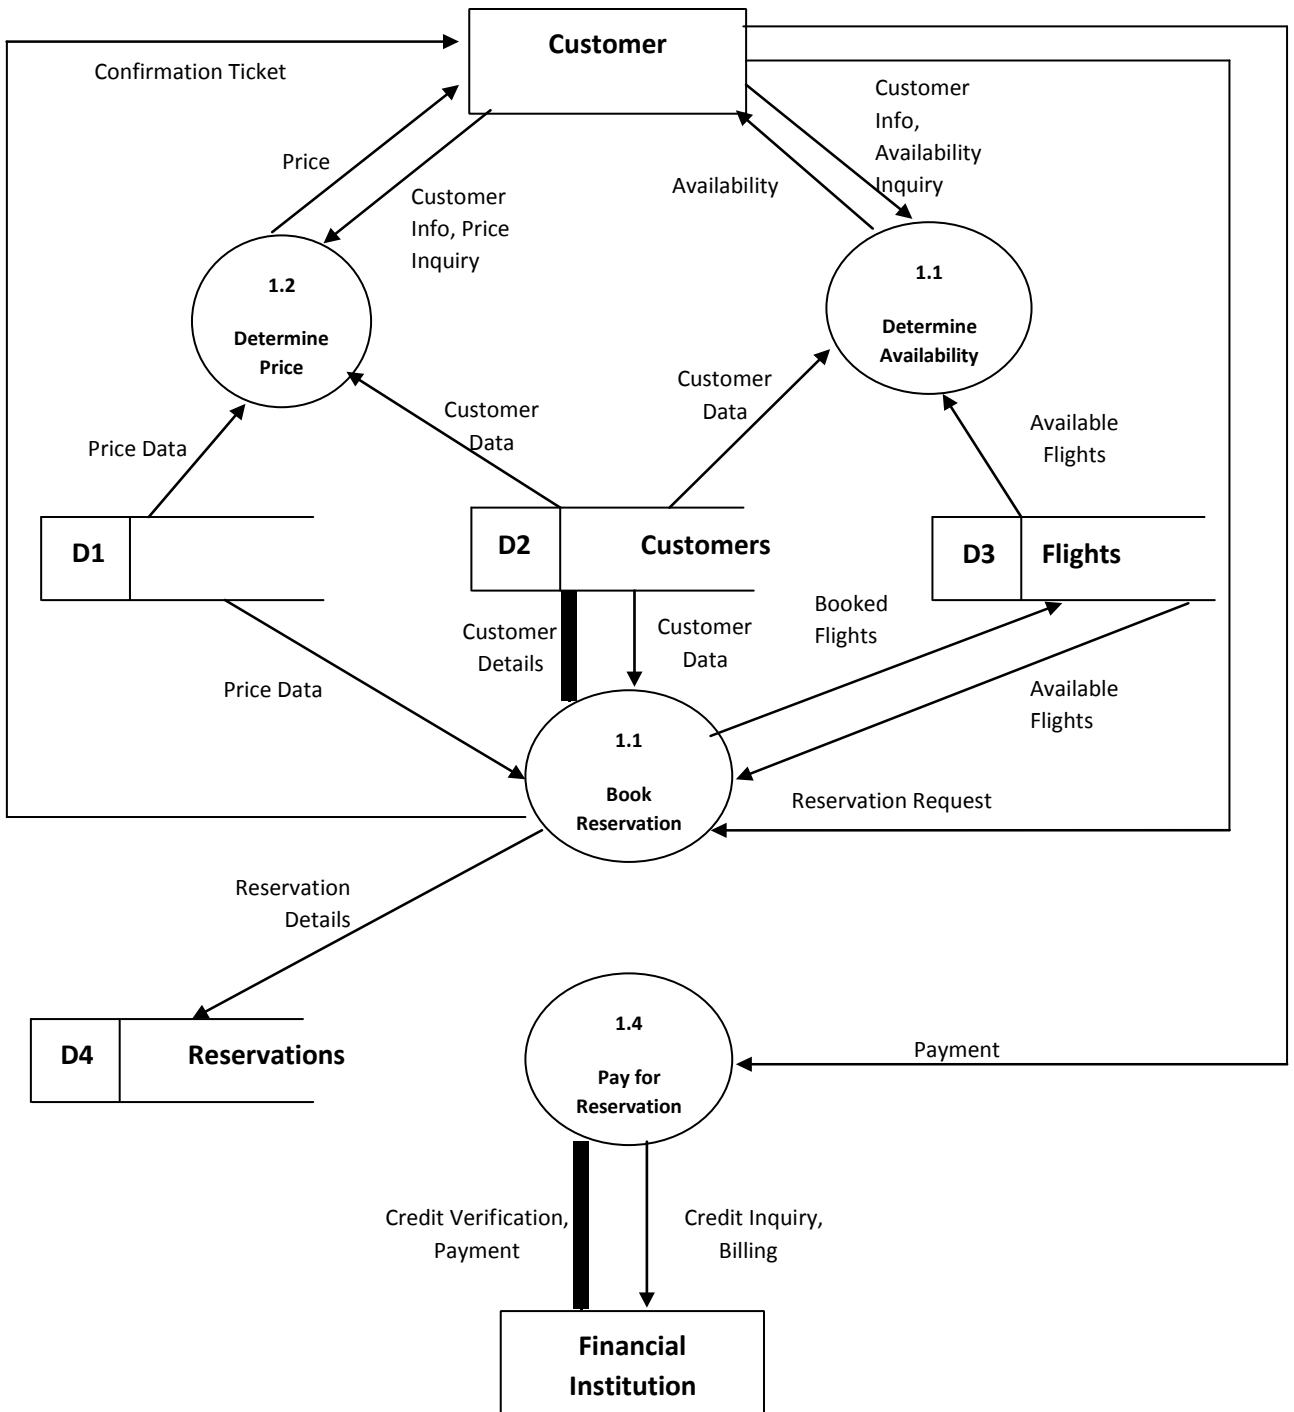 Customer
Confirmation Ticket
Customer
Info,
Availability
Inquiry
Price
Availability
Customer
Info, Price
Inquiry
1.2
Determine
Price
1.1
Determine
Availability
Customer
Data
Customer
Data
Price Data
Available
Flights
D1
D2
Customers
D3
Flights
Customer
Details
Customer
Data
Booked
Flights
Price Data
Available
Flights
1.1
Book
Reservation
Reservation Request
Reservation
Details
D4
Reservations
1.4
Pay for
Reservation
Payment
Credit Verification,
Payment
Credit Inquiry,
Billing
Financial
Institution